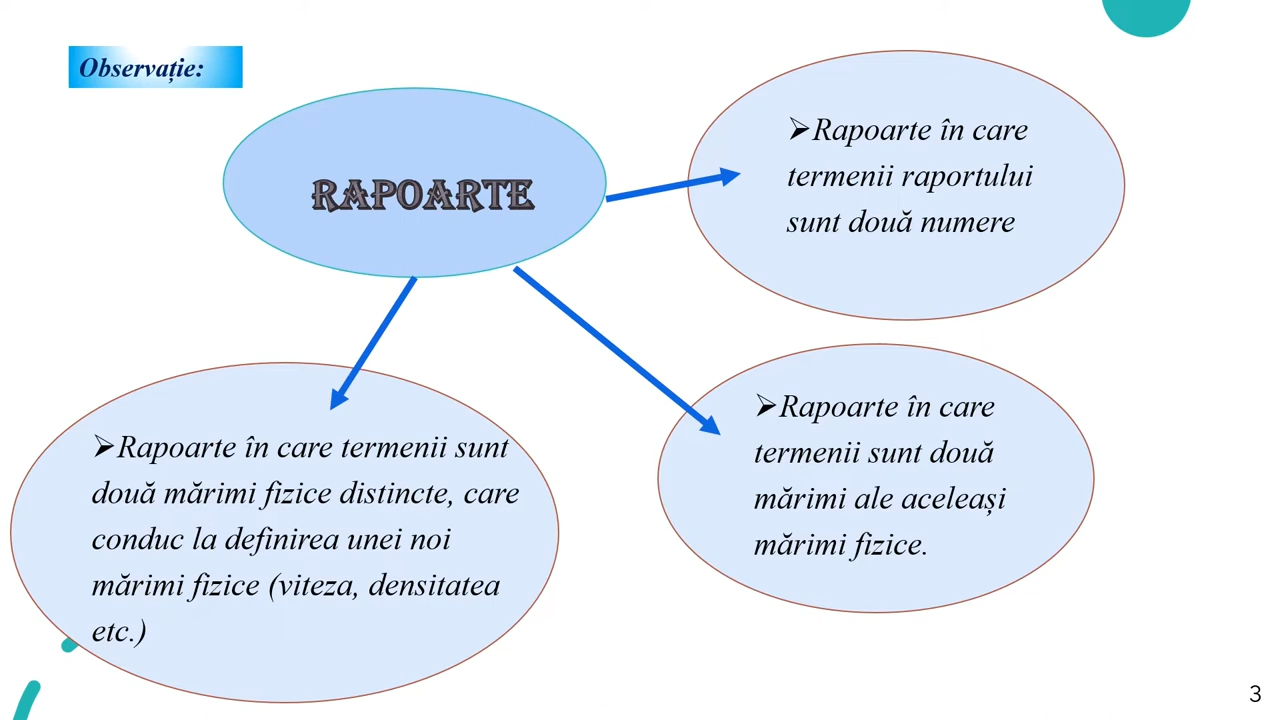 Observație:
RAPOARTE
➢Rapoarte în care
termenii raportului
sunt două numere
➢Rapoarte în care
termenii sunt două
mărimi ale aceleași
mărimi fizice.
➢Rapoarte în care termenii sunt
două mărimi fizice distincte, care
conduc la definirea unei noi
mărimi fizice (viteza, densitatea
etc.)
3